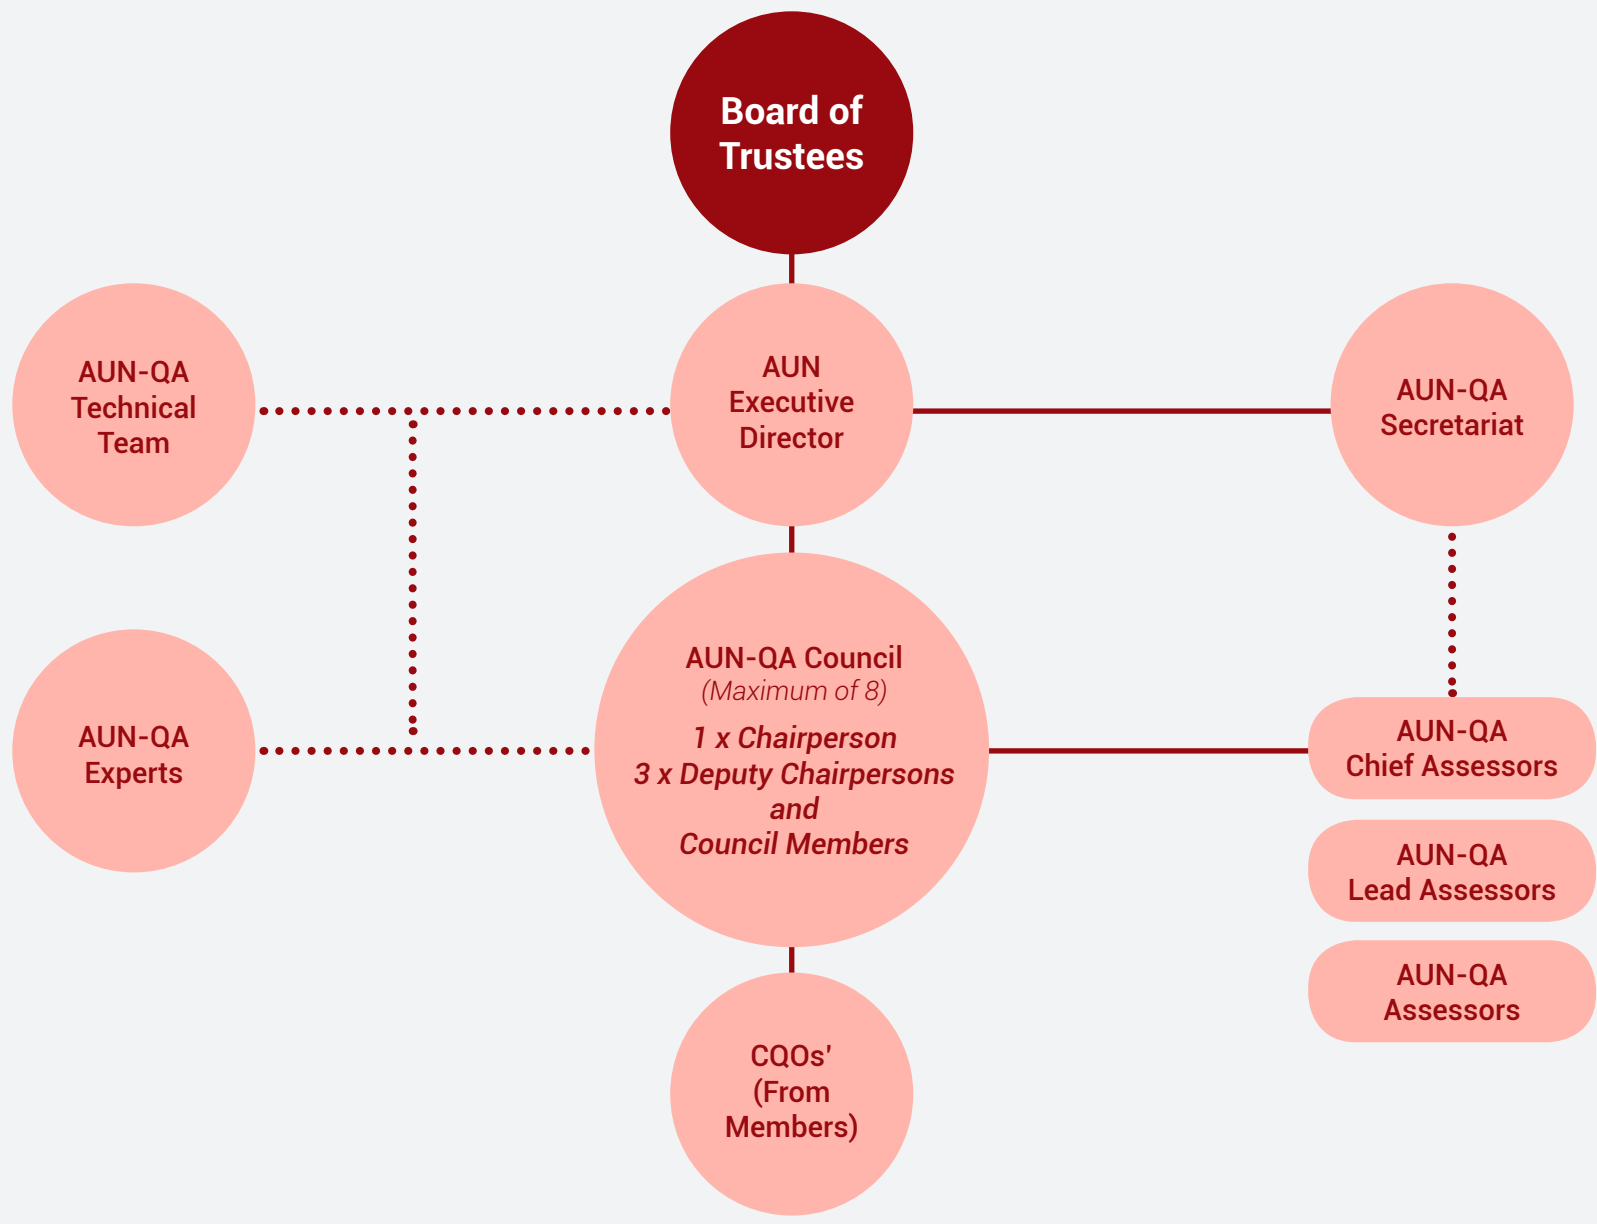 Board of
Trustees
AUN-QA
Technical
Team
AUN
Executive
Director
AUN-QA
Secretariat
AUN-QA
Experts
AUN-QA Council
(Maximum of 8)
1 x Chairperson
3 x Deputy Chairpersons
and
Council Members
AUN-QA
Chief Assessors
AUN-QA
Lead Assessors
AUN-QA
Assessors
CQOs'
(From
Members)